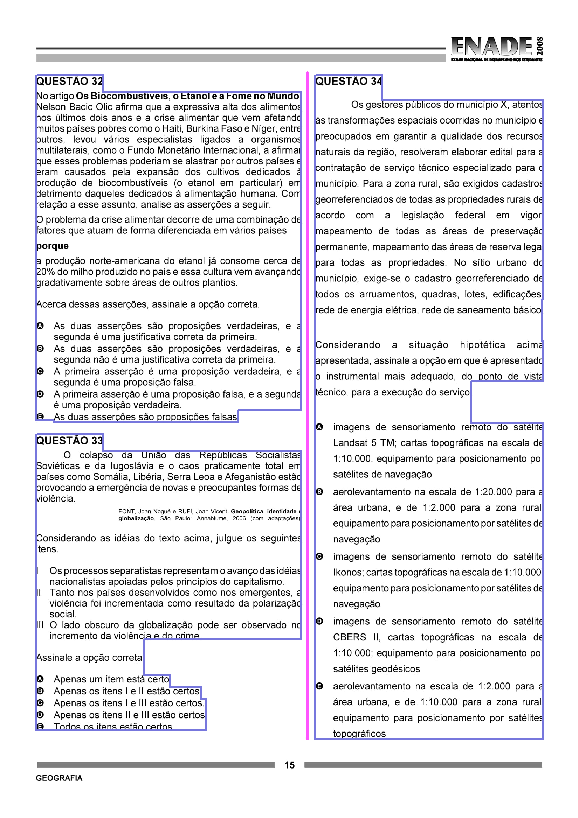 ENADE 2008
EXAME NACIONAL DE DESEMPENHO DOS ESTUDANTES
QUESTÃO 32
No artigo Os Biocombustíveis, o Etanol e a Fome no Mundo,
Nelson Bacic Olic afirma que a expressiva alta dos alimentos
nos últimos dois anos e a crise alimentar que vem afetando
muitos países pobres como o Haiti, Burkina Faso e Níger, entre
outros, levou vários especialistas ligados a organismos
multilaterais, como o Fundo Monetário Internacional, a afirmar
que esses problemas poderiam se alastrar por outros países e
eram causados pela expansão dos cultivos dedicados à
produção de biocombustíveis (o etanol em particular) em
detrimento daqueles dedicados à alimentação humana. Com
relação a esse assunto, analise as asserções a seguir.
O problema da crise alimentar decorre de uma combinação de
fatores que atuam de forma diferenciada em vários países
porque
a produção norte-americana do etanol já consome cerca de
20% do milho produzido no país e essa cultura vem avançando
gradativamente sobre áreas de outros plantios.
Acerca dessas asserções, assinale a opção correta.
A As duas asserções são proposições verdadeiras, e a
segunda é uma justificativa correta da primeira.
B As duas asserções são proposições verdadeiras, e a
segunda não é uma justificativa correta da primeira.
C A primeira asserção é uma proposição verdadeira, e a
segunda é uma proposição falsa.
D A primeira asserção é uma proposição falsa, e a segunda
é uma proposição verdadeira.
E As duas asserções são proposições falsas.
QUESTÃO 33
O colapso da União das Repúblicas Socialistas
Soviéticas e da Iugoslávia e o caos praticamente total em
países como Somália, Libéria, Serra Leoa e Afeganistão estão
provocando a emergência de novas e preocupantes formas de
violência.
FONT, Joan Nogué e RUFI, Joan Vicent. Geopolítica, identidade e
globalização. São Paulo: Annablume, 2006 (com adaptações).
Considerando as idéias do texto acima, julgue os seguintes
itens.
I Os processos separatistas representam o avanço das idéias
nacionalistas apoiadas pelos princípios do capitalismo.
II Tanto nos países desenvolvidos como nos emergentes, a
violência foi incrementada como resultado da polarização
social.
III O lado obscuro da globalização pode ser observado no
incremento da violência e do crime.
Assinale a opção correta.
A Apenas um item está certo.
B Apenas os itens I e II estão certos.
C Apenas os itens I e III estão certos.
D Apenas os itens II e III estão certos.
E Todos os itens estão certos.
QUESTÃO 34
Os gestores públicos do município X, atentos
às transformações espaciais ocorridas no município e
preocupados em garantir a qualidade dos recursos
naturais da região, resolveram elaborar edital para a
contratação de serviço técnico especializado para o
município. Para a zona rural, são exigidos cadastros
georreferenciados de todas as propriedades rurais de
acordo com a legislação federal em vigor,
mapeamento de todas as áreas de preservação
permanente, mapeamento das áreas de reserva legal
para todas as propriedades. No sítio urbano do
município, exige-se o cadastro georreferenciado de
todos os arruamentos, quadras, lotes, edificações,
rede de energia elétrica, rede de saneamento básico.
Considerando a situação hipotética acima
apresentada, assinale a opção em que é apresentado
o instrumental mais adequado, do ponto de vista
técnico, para a execução do serviço.
A imagens de sensoriamento remoto do satélite
Landsat 5 TM; cartas topográficas na escala de
1:10.000; equipamento para posicionamento por
satélites de navegação
B aerolevantamento na escala de 1:20.000 para a
área urbana, e de 1:2.000 para a zona rural;
equipamento para posicionamento por satélites de
navegação
C imagens de sensoriamento remoto do satélite
Ikonos; cartas topográficas na escala de 1:10.000;
equipamento para posicionamento por satélites de
navegação
D imagens de sensoriamento remoto do satélite
CBERS II, cartas topográficas na escala de
1:10.000; equipamento para posicionamento por
satélites geodésicos
E aerolevantamento na escala de 1:2.000 para a
área urbana, e de 1:10.000 para a zona rural;
equipamento para posicionamento por satélites
topográficos
15
GEOGRAFIA